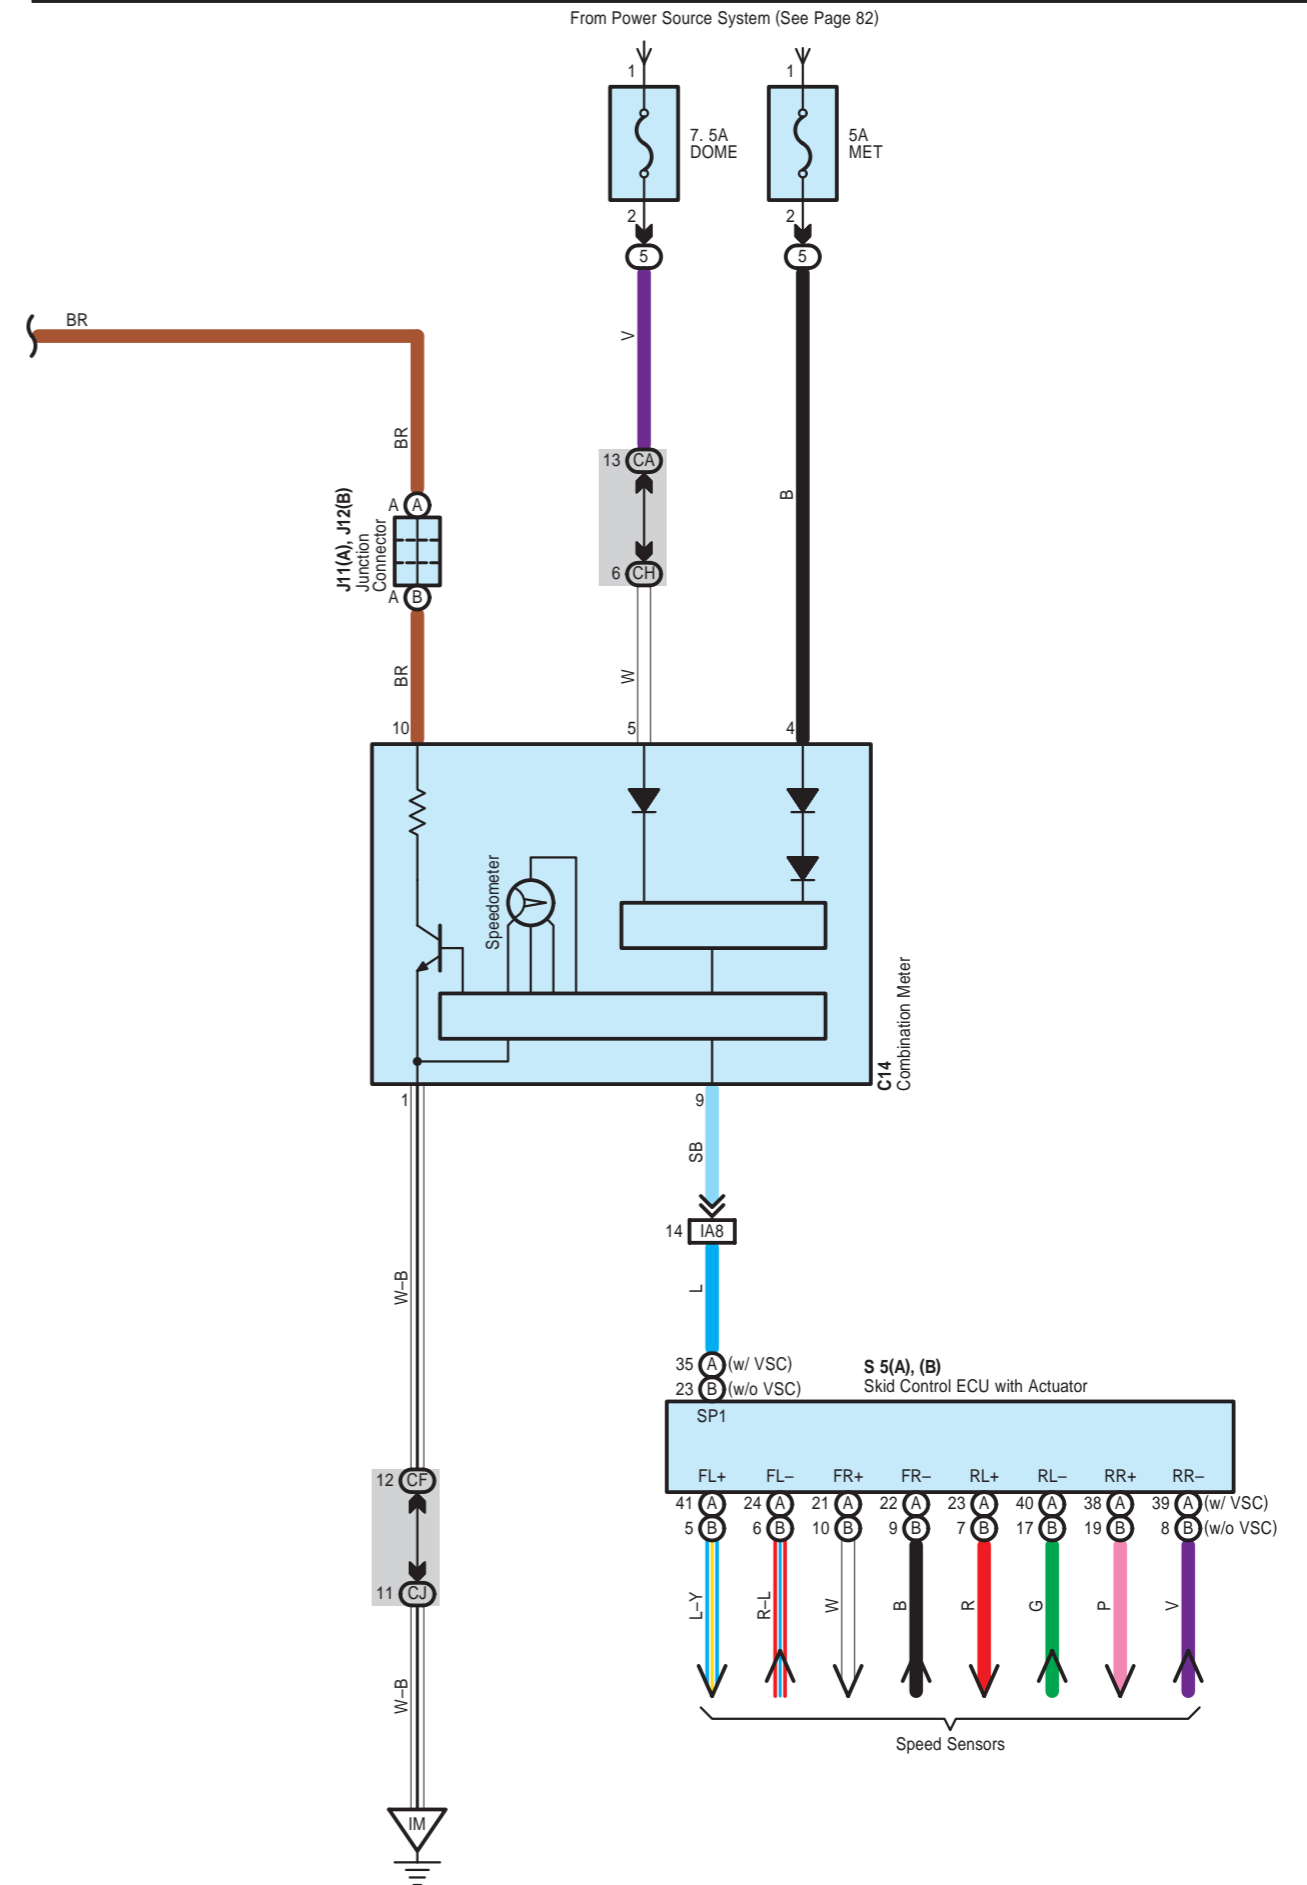 From Power Source System (See Page 82)
1
1
7. 5A
DOME
5A
MET
2
2
5
5
BR
V
BR
13 CA
B
J11(A), J12(B)
Junction
Connector
A A
6 CH
A B
BR
W
10
5
4
Speedometer
C14
Combination Meter
1
9
SB
14 IA8
W–B
L
35 A (w/ VSC)
23 B (w/o VSC)
S 5(A), (B)
Skid Control ECU with Actuator
SP1
FL+ FL– FR+ FR– RL+ RL– RR+ RR–
12 CF
41 A 24 A 21 A 22 A 23 A 40 A 38 A 39 A (w/ VSC)
5 B 6 B 10 B 9 B 7 B 17 B 19 B 8 B (w/o VSC)
11 CJ
L–Y R–L W B R G P V
W–B
Speed Sensors
IM